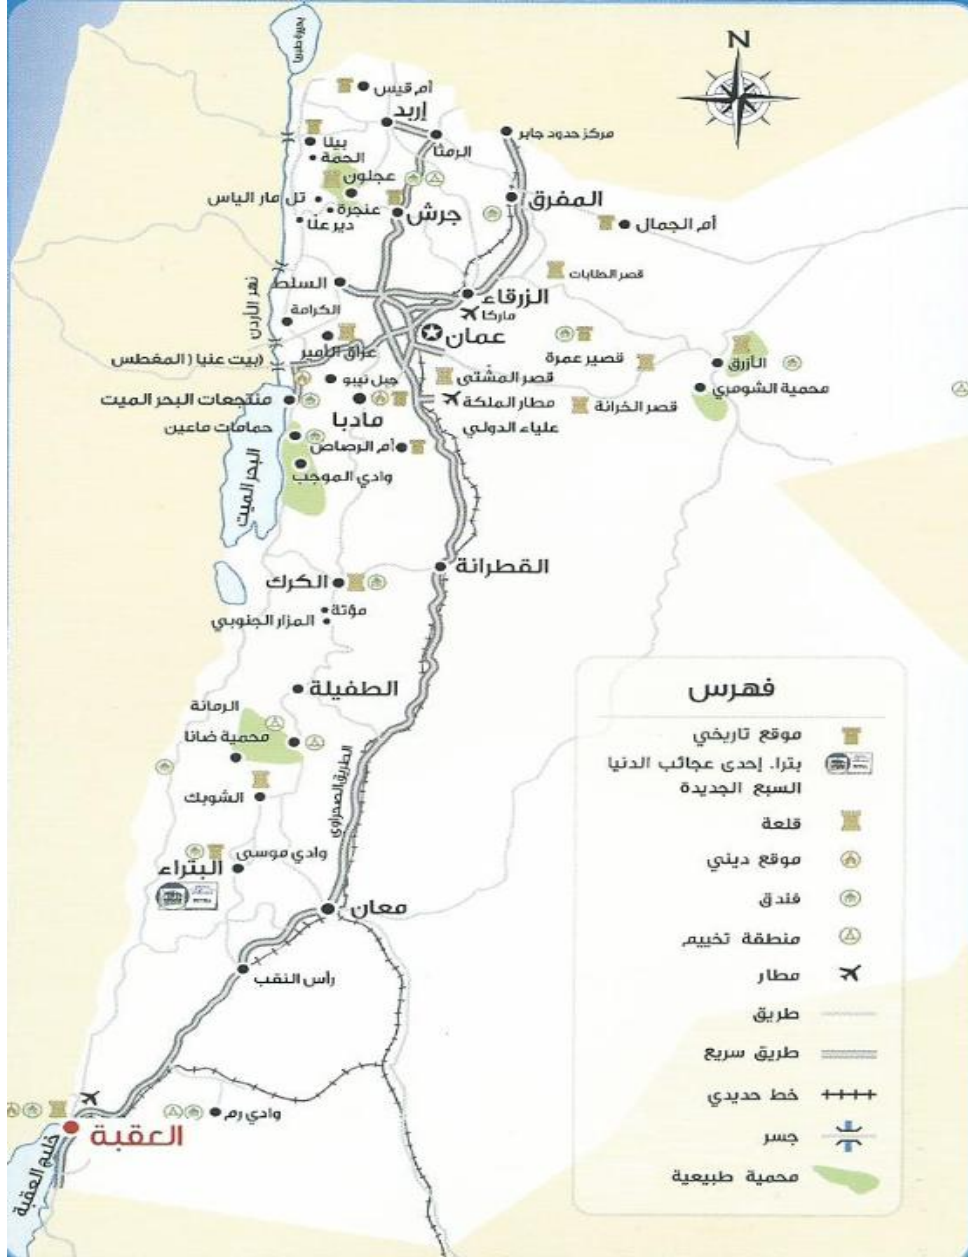 بحيرة طبريا
N
أم قيس
إربد
الرمثا
مركز حدود جابر
بيلا
الحمة
عجلون
تل مار الياس
عنجرة
دير علّا
جرش
المفرق
أم الجمال
قصر الطابات
السلط
الزرقاء
ماركا
نهر الأردن
الكرامة
عمان
عراق الأمير
(بيت عنيا ( المغطس
قصير عمرة
الأزرق
جبل نيبو
قصر المشّتى
محمية الشومري
منتجعات البحر الميت
مادبا
مطار الملكة
علياء الدولي
قصر الخرانة
حمامات ماعين
أم الرصاص
وادي الموجب
البحر الميت
القطرانة
الكرك
مؤتة
المزار الجنوبي
الطفيلة
الرمانة
محمية ضانا
الطريق الصحراوي
الشوبك
وادي موسى
البتراء
معان
رأس النقب
وادي رم
العقبة
خليج العقبة
فهرس
موقع تاريخي
بترا. إحدى عجائب الدنيا
السبع الجديدة
قلعة
موقع ديني
فندق
منطقة تخييم
مطار
طريق
طريق سريع
خط حديدي
جسر
محمية طبيعية